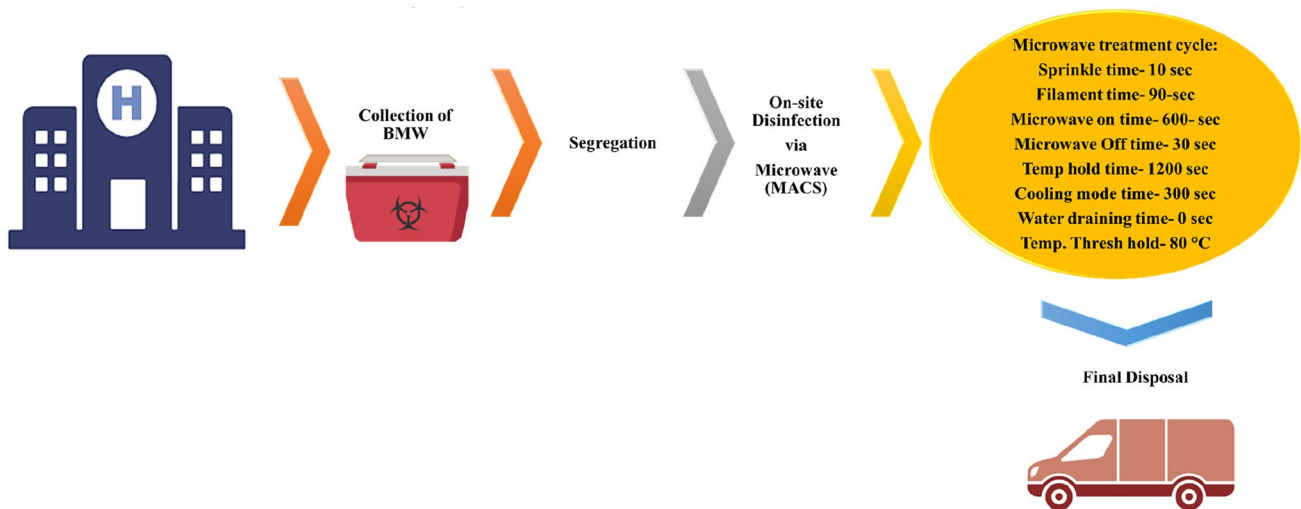 H
Collection of
BMW
Segregation
On-site
Disinfection
via
Microwave
(MACS)
Microwave treatment cycle:
Sprinkle time- 10 sec
Filament time- 90-sec
Microwave on time- 600- sec
Microwave Off time- 30 sec
Temp hold time- 1200 sec
Cooling mode time- 300 sec
Water draining time- 0 sec
Temp. Thresh hold- 80 °C
Final Disposal